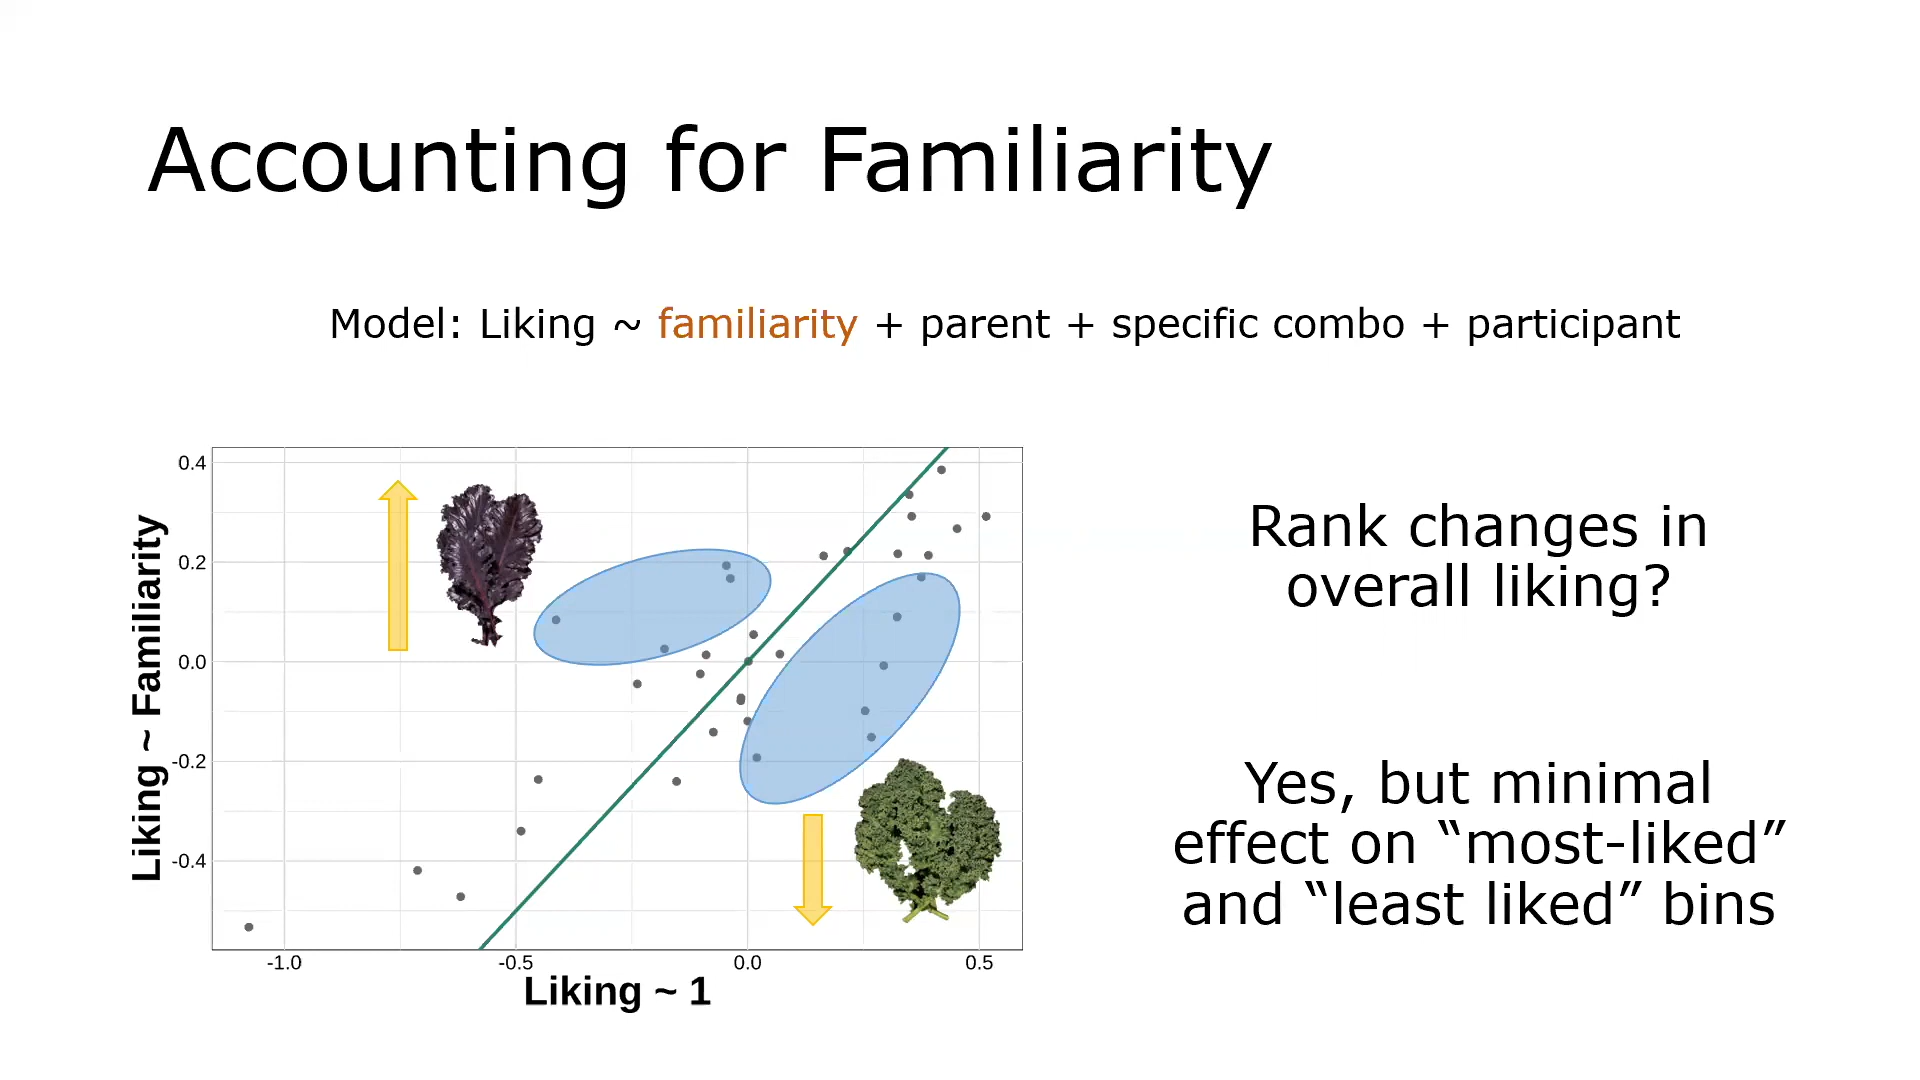 Accounting for Familiarity
Model: Liking ~ familiarity + parent + specific combo + participant
Liking ~ Familiarity
0.4
0.2
0.0
-0.2
-0.4
-1.0
-0.5
0.0
0.5
Liking ~ 1
Rank changes in
overall liking?
Yes, but minimal
effect on “most-liked”
and “least liked” bins